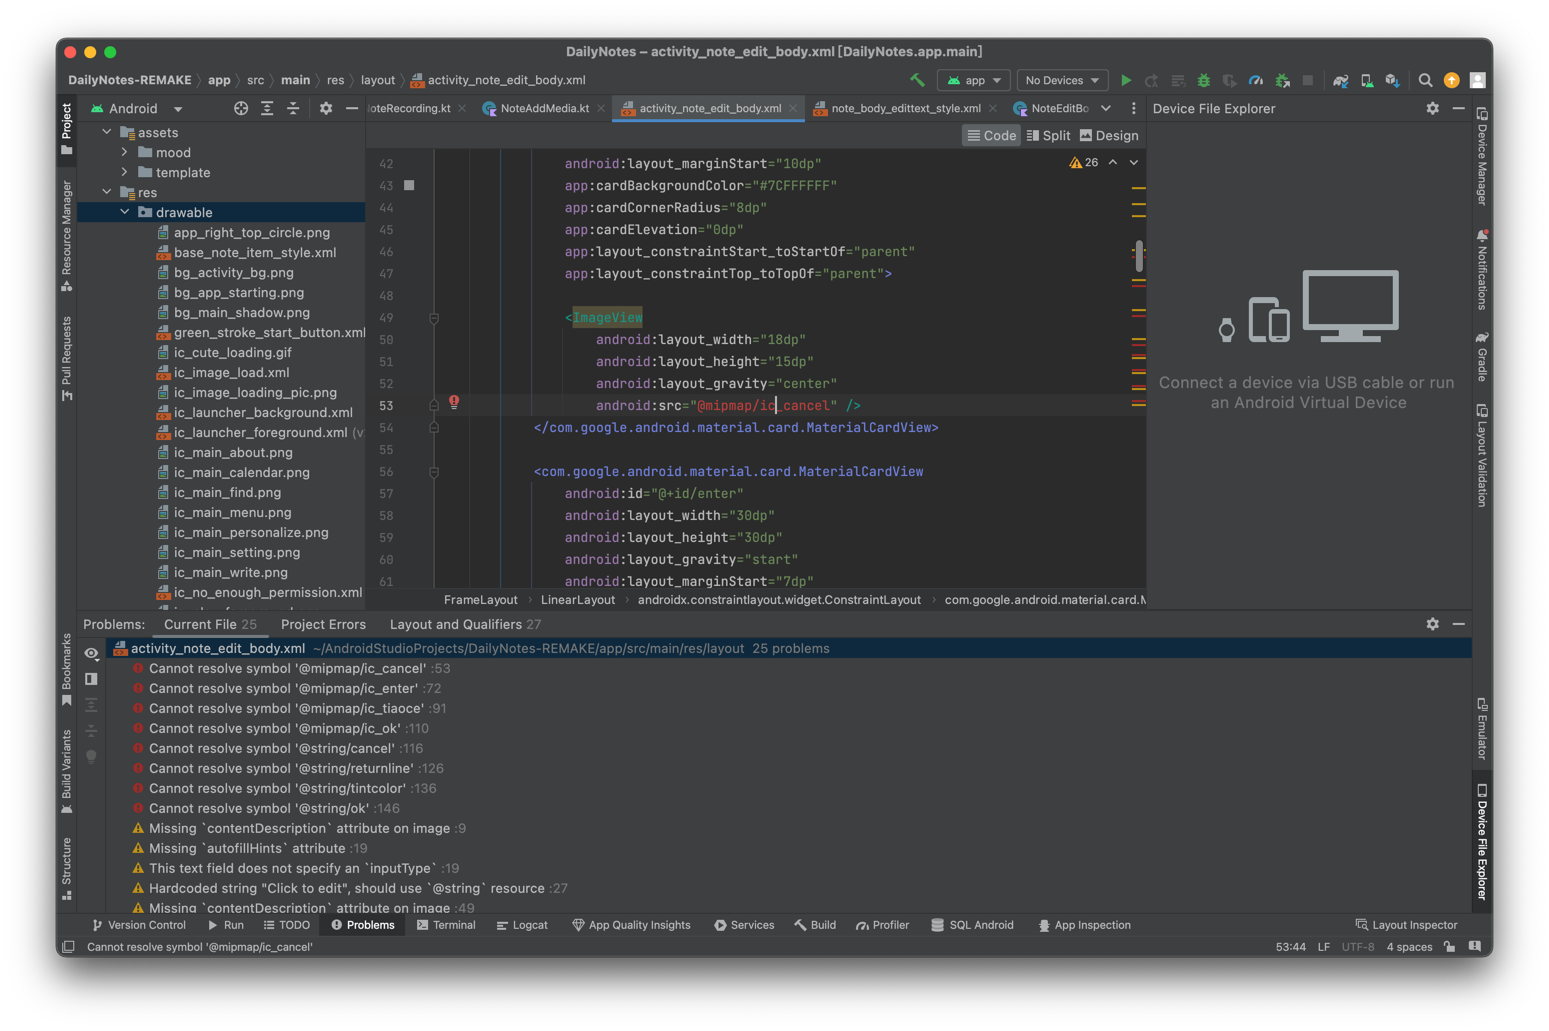 DailyNotes – activity_note_edit_body.xml [DailyNotes.app.main]
DailyNotes-REMAKE
app
src
main
res
layout
activity_note_edit_body.xml
app
No Devices
Project
Resource Manager
Pull Requests
Bookmarks
Build Variants
Structure
Android
assets
mood
template
res
drawable
app_right_top_circle.png
base_note_item_style.xml
bg_activity_bg.png
bg_app_starting.png
bg_main_shadow.png
green_stroke_start_button.xml
ic_cute_loading.gif
ic_image_load.xml
ic_image_loading_pic.png
ic_launcher_background.xml
ic_launcher_foreground.xml (v
ic_main_about.png
ic_main_calendar.png
ic_main_find.png
ic_main_menu.png
ic_main_personalize.png
ic_main_setting.png
ic_main_write.png
ic_no_enough_permission.xml
oteRecording.kt
NoteAddMedia.kt
activity_note_edit_body.xml
note_body_edittext_style.xml
NoteEditBo
Code
Split
Design
26
42 android:layout_marginStart="10dp"
43 app:cardBackgroundColor="#7CFFFFFF"
44 app:cardCornerRadius="8dp"
45 app:cardElevation="0dp"
46 app:layout_constraintStart_toStartOf="parent"
47 app:layout_constraintTop_toTopOf="parent">
48
49 <ImageView
50 android:layout_width="18dp"
51 android:layout_height="15dp"
52 android:layout_gravity="center"
53 android:src="@mipmap/ic_cancel" />
54 </com.google.android.material.card.MaterialCardView>
55
56 <com.google.android.material.card.MaterialCardView
57 android:id="@+id/enter"
58 android:layout_width="30dp"
59 android:layout_height="30dp"
60 android:layout_gravity="start"
61 android:layout_marginStart="7dp"
FrameLayout
LinearLayout
androidx.constraintlayout.widget.ConstraintLayout
com.google.android.material.card.M
Device File Explorer
Connect a device via USB cable or run
an Android Virtual Device
Device Manager
Notifications
Gradle
Layout Validation
Emulator
Device File Explorer
Problems:
Current File 25
Project Errors
Layout and Qualifiers 27
activity_note_edit_body.xml ~/AndroidStudioProjects/DailyNotes-REMAKE/app/src/main/res/layout 25 problems
Cannot resolve symbol '@mipmap/ic_cancel' :53
Cannot resolve symbol '@mipmap/ic_enter' :72
Cannot resolve symbol '@mipmap/ic_tiaoce' :91
Cannot resolve symbol '@mipmap/ic_ok' :110
Cannot resolve symbol '@string/cancel' :116
Cannot resolve symbol '@string/returnline' :126
Cannot resolve symbol '@string/tintcolor' :136
Cannot resolve symbol '@string/ok' :146
Missing `contentDescription` attribute on image :9
Missing `autofillHints` attribute :19
This text field does not specify an `inputType` :19
Hardcoded string "Click to edit", should use `@string` resource :27
Missing `contentDescription` attribute on image :49
Version Control
Run
TODO
Problems
Terminal
Logcat
App Quality Insights
Services
Build
Profiler
SQL Android
App Inspection
Layout Inspector
Cannot resolve symbol '@mipmap/ic_cancel'
53:44
LF
UTF-8
4 spaces